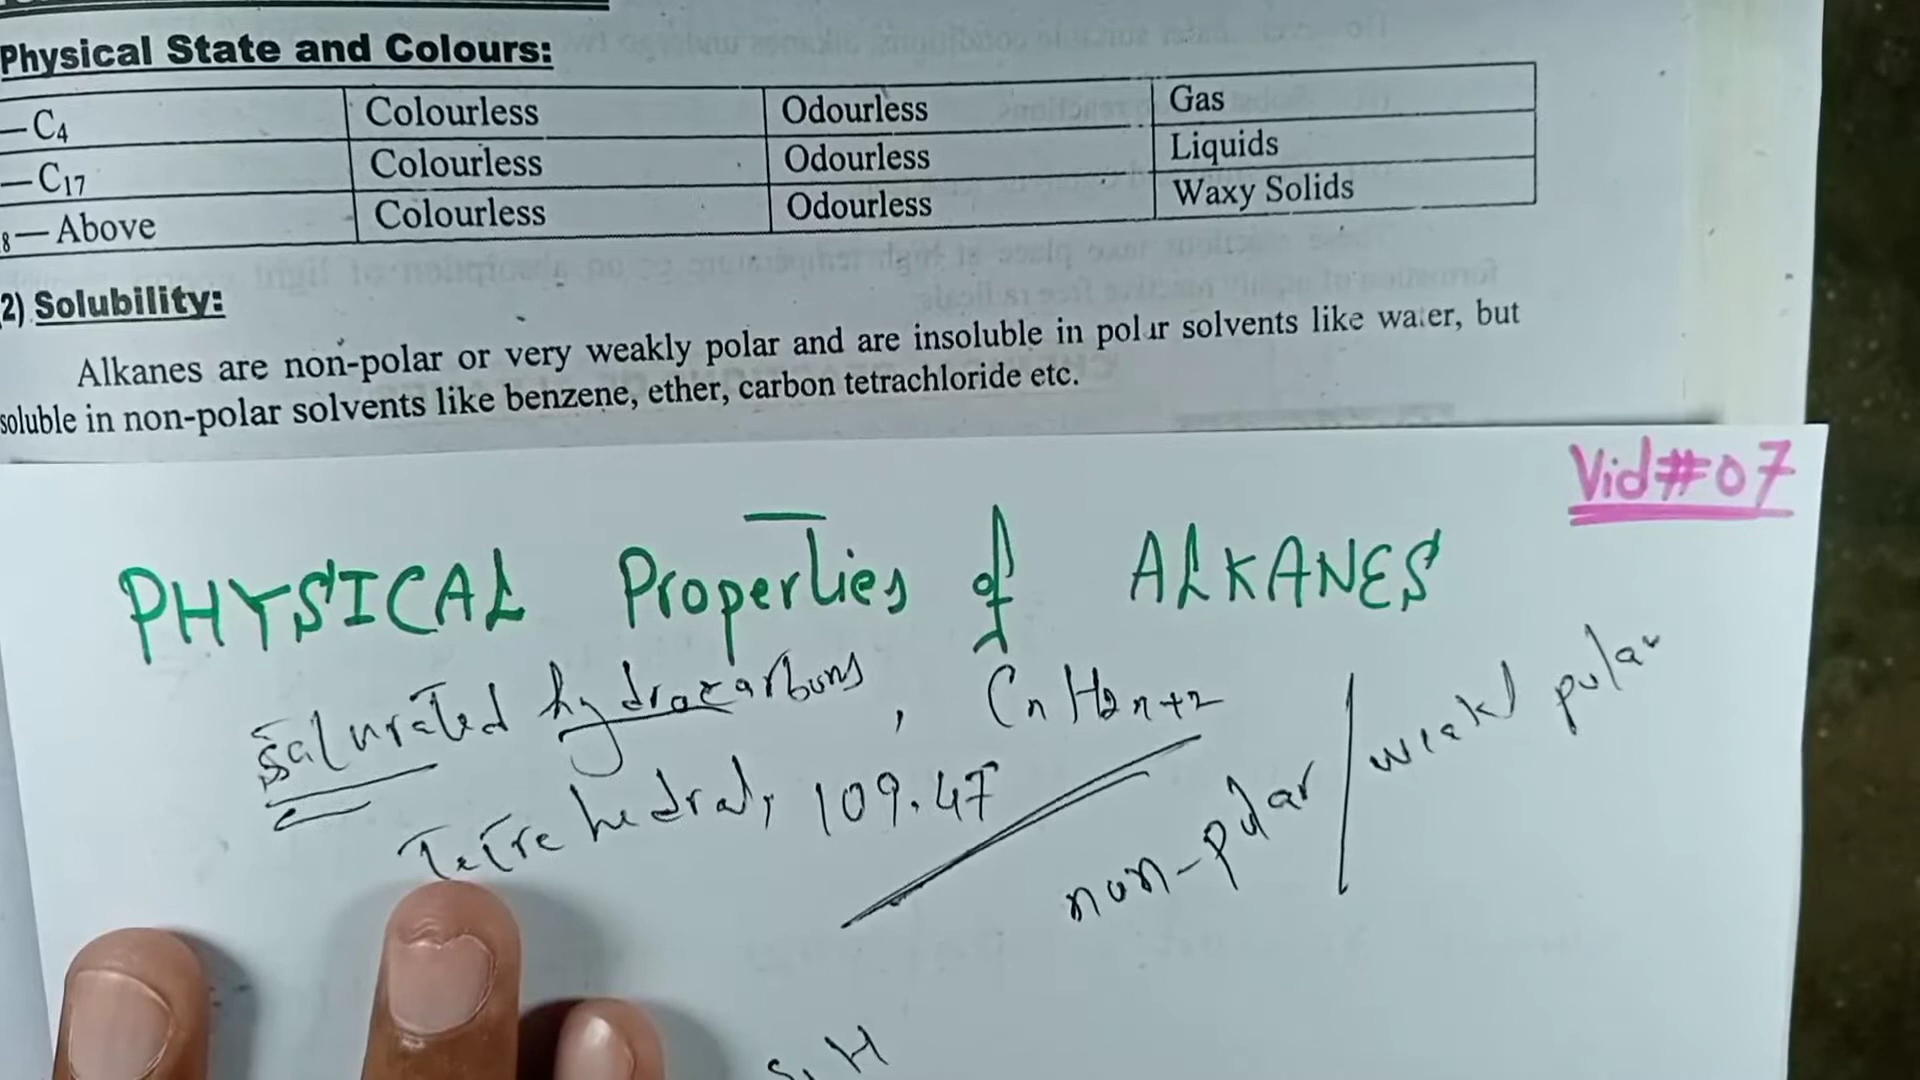 Physical State and Colours:
—C4 Colourless Odourless Gas
—C17 Colourless Odourless Liquids
8—Above Colourless Odourless Waxy Solids
2) Solubility:
Alkanes are non-polar or very weakly polar and are insoluble in polar solvents like water, but
soluble in non-polar solvents like benzene, ether, carbon tetrachloride etc.
Vid#07
PHYSICAL Properties of ALKANES
Saturated hydrocarbons, CnH2n+2
Tetrehedral, 109.47
non-polar/weakl polar
H